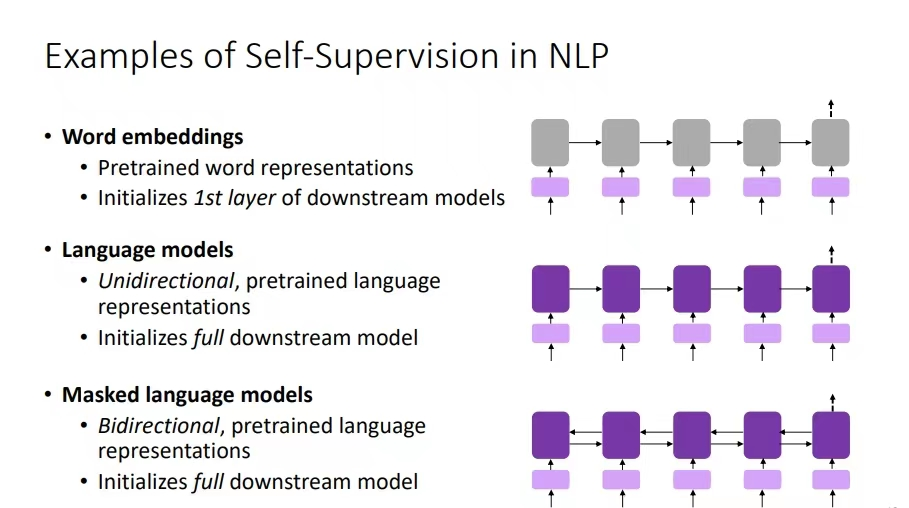 Examples of Self-Supervision in NLP
• Word embeddings
• Pretrained word representations
• Initializes 1st layer of downstream models
• Language models
• Unidirectional, pretrained language
representations
• Initializes full downstream model
• Masked language models
• Bidirectional, pretrained language
representations
• Initializes full downstream model